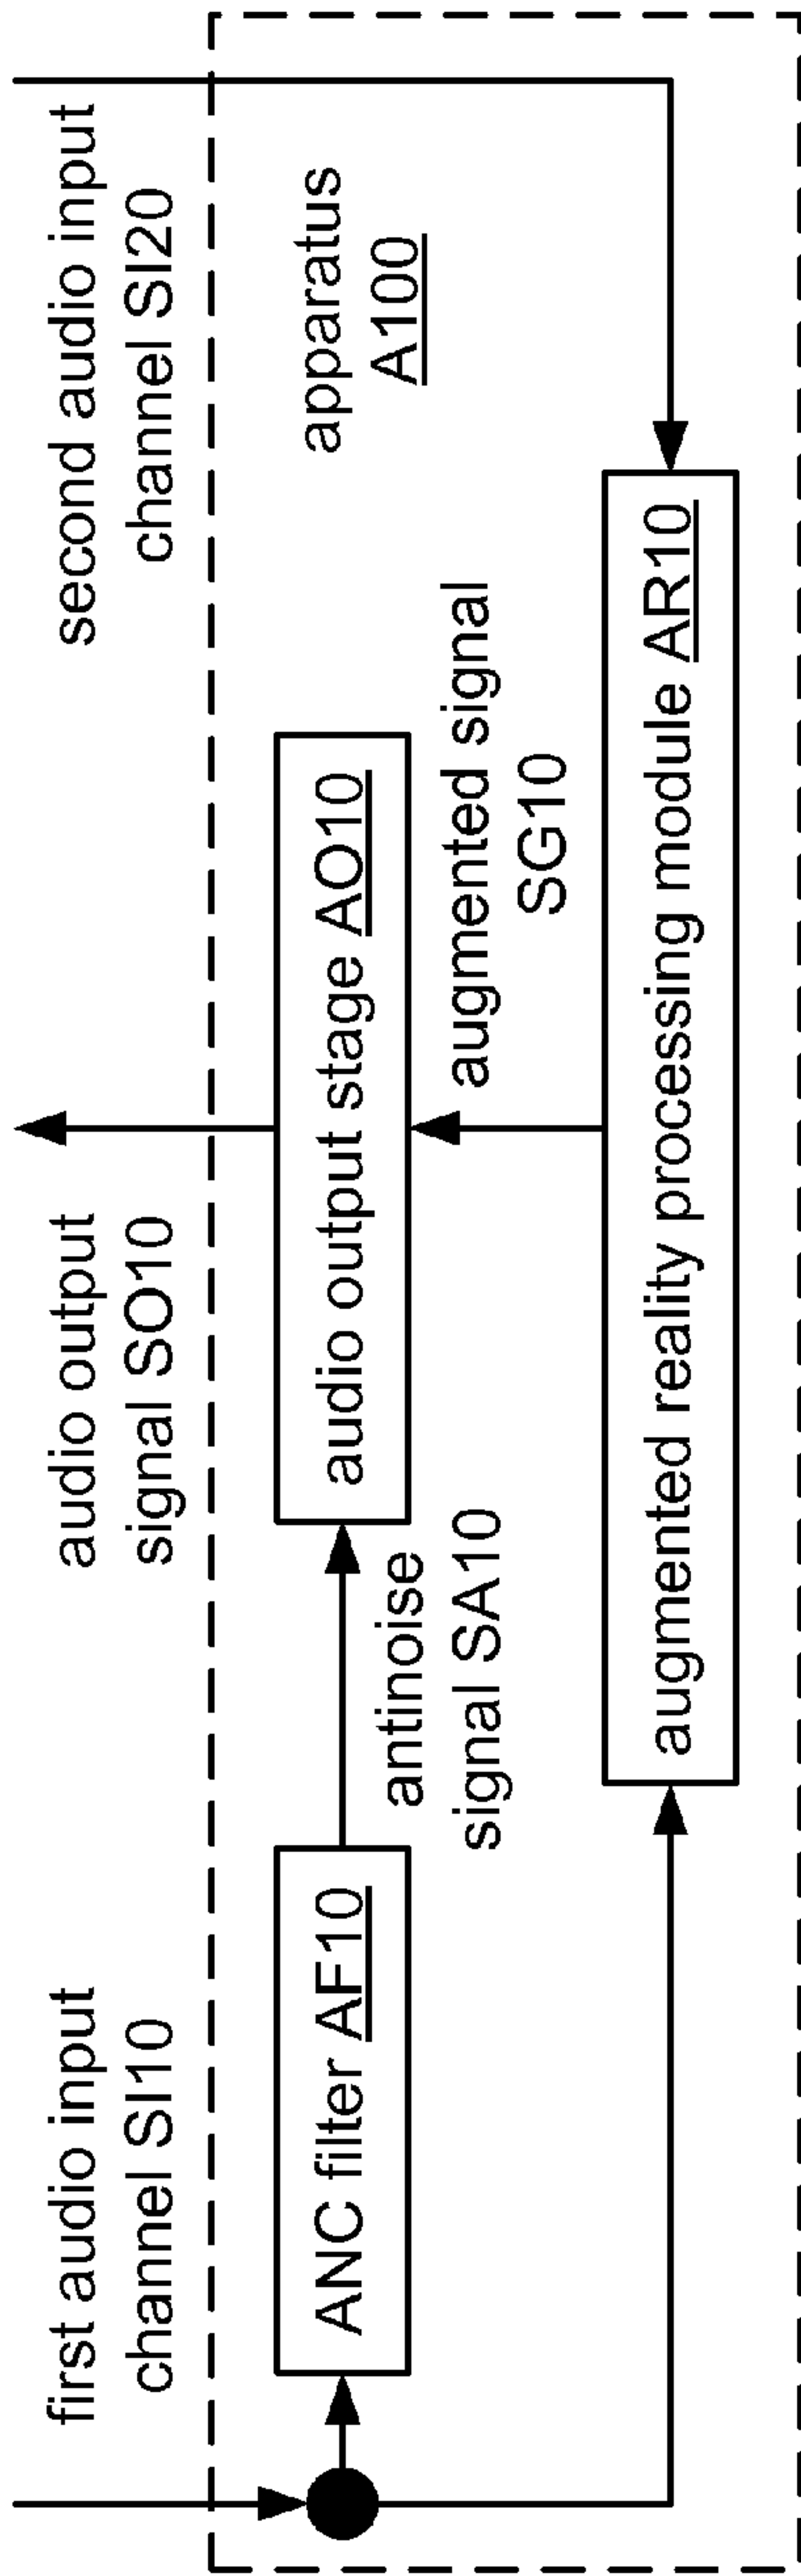 first audio input
channel SI10
audio output
signal SO10
second audio input
channel SI20
ANC filter AF10
antinoise
signal SA10
audio output stage AO10
apparatus
A100
augmented signal
SG10
augmented reality processing module AR10